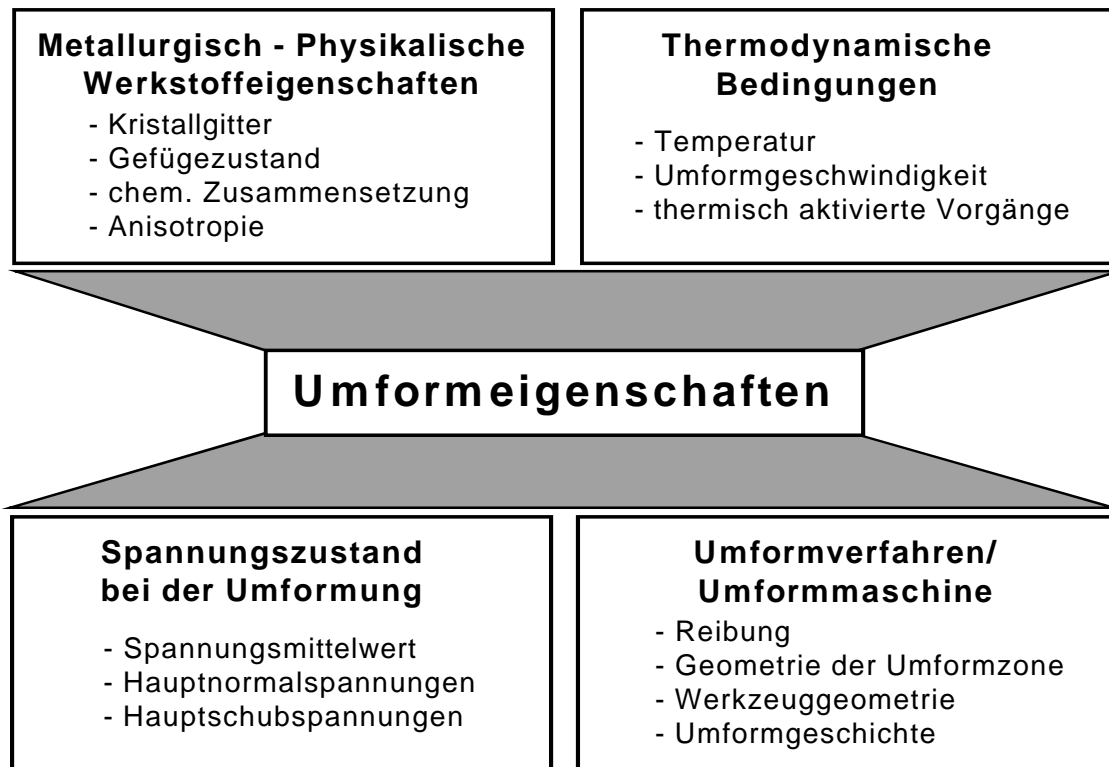 Metallurgisch - Physikalische
Werkstoffeigenschaften
- Kristallgitter
- Gefügezustand
- chem. Zusammensetzung
- Anisotropie
Thermodynamische
Bedingungen
- Temperatur
- Umformgeschwindigkeit
- thermisch aktivierte Vorgänge
Umformeigenschaften
Spannungszustand
bei der Umformung
- Spannungsmittelwert
- Hauptnormalspannungen
- Hauptschubspannungen
Umformverfahren/
Umformmaschine
- Reibung
- Geometrie der Umformzone
- Werkzeuggeometrie
- Umformgeschichte